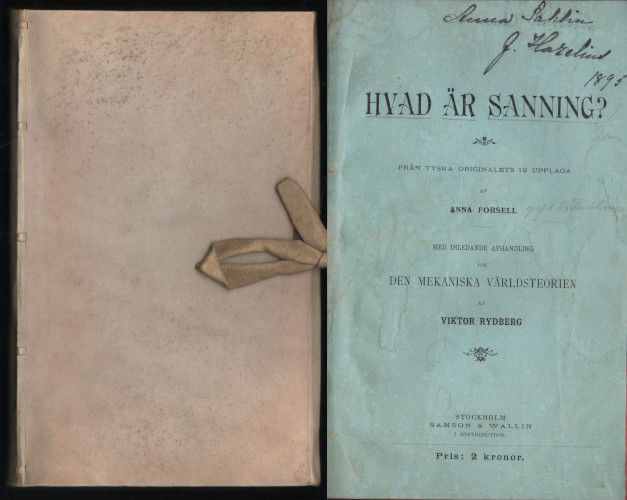 Anna Sahlin
J. Hazelius
1895
HVAD ÄR SANNING?
FRÅN TYSKA ORIGINALETS 12 UPPLAGA
AF
ANNA FORSELL
MED INLEDANDE AFHANDLING
OM
DEN MEKANISKA VÄRLDSTEORIEN
AF
VIKTOR RYDBERG
STOCKHOLM
SAMSON & WALLIN
I DISTRIBUTION.
Pris: 2 kronor.